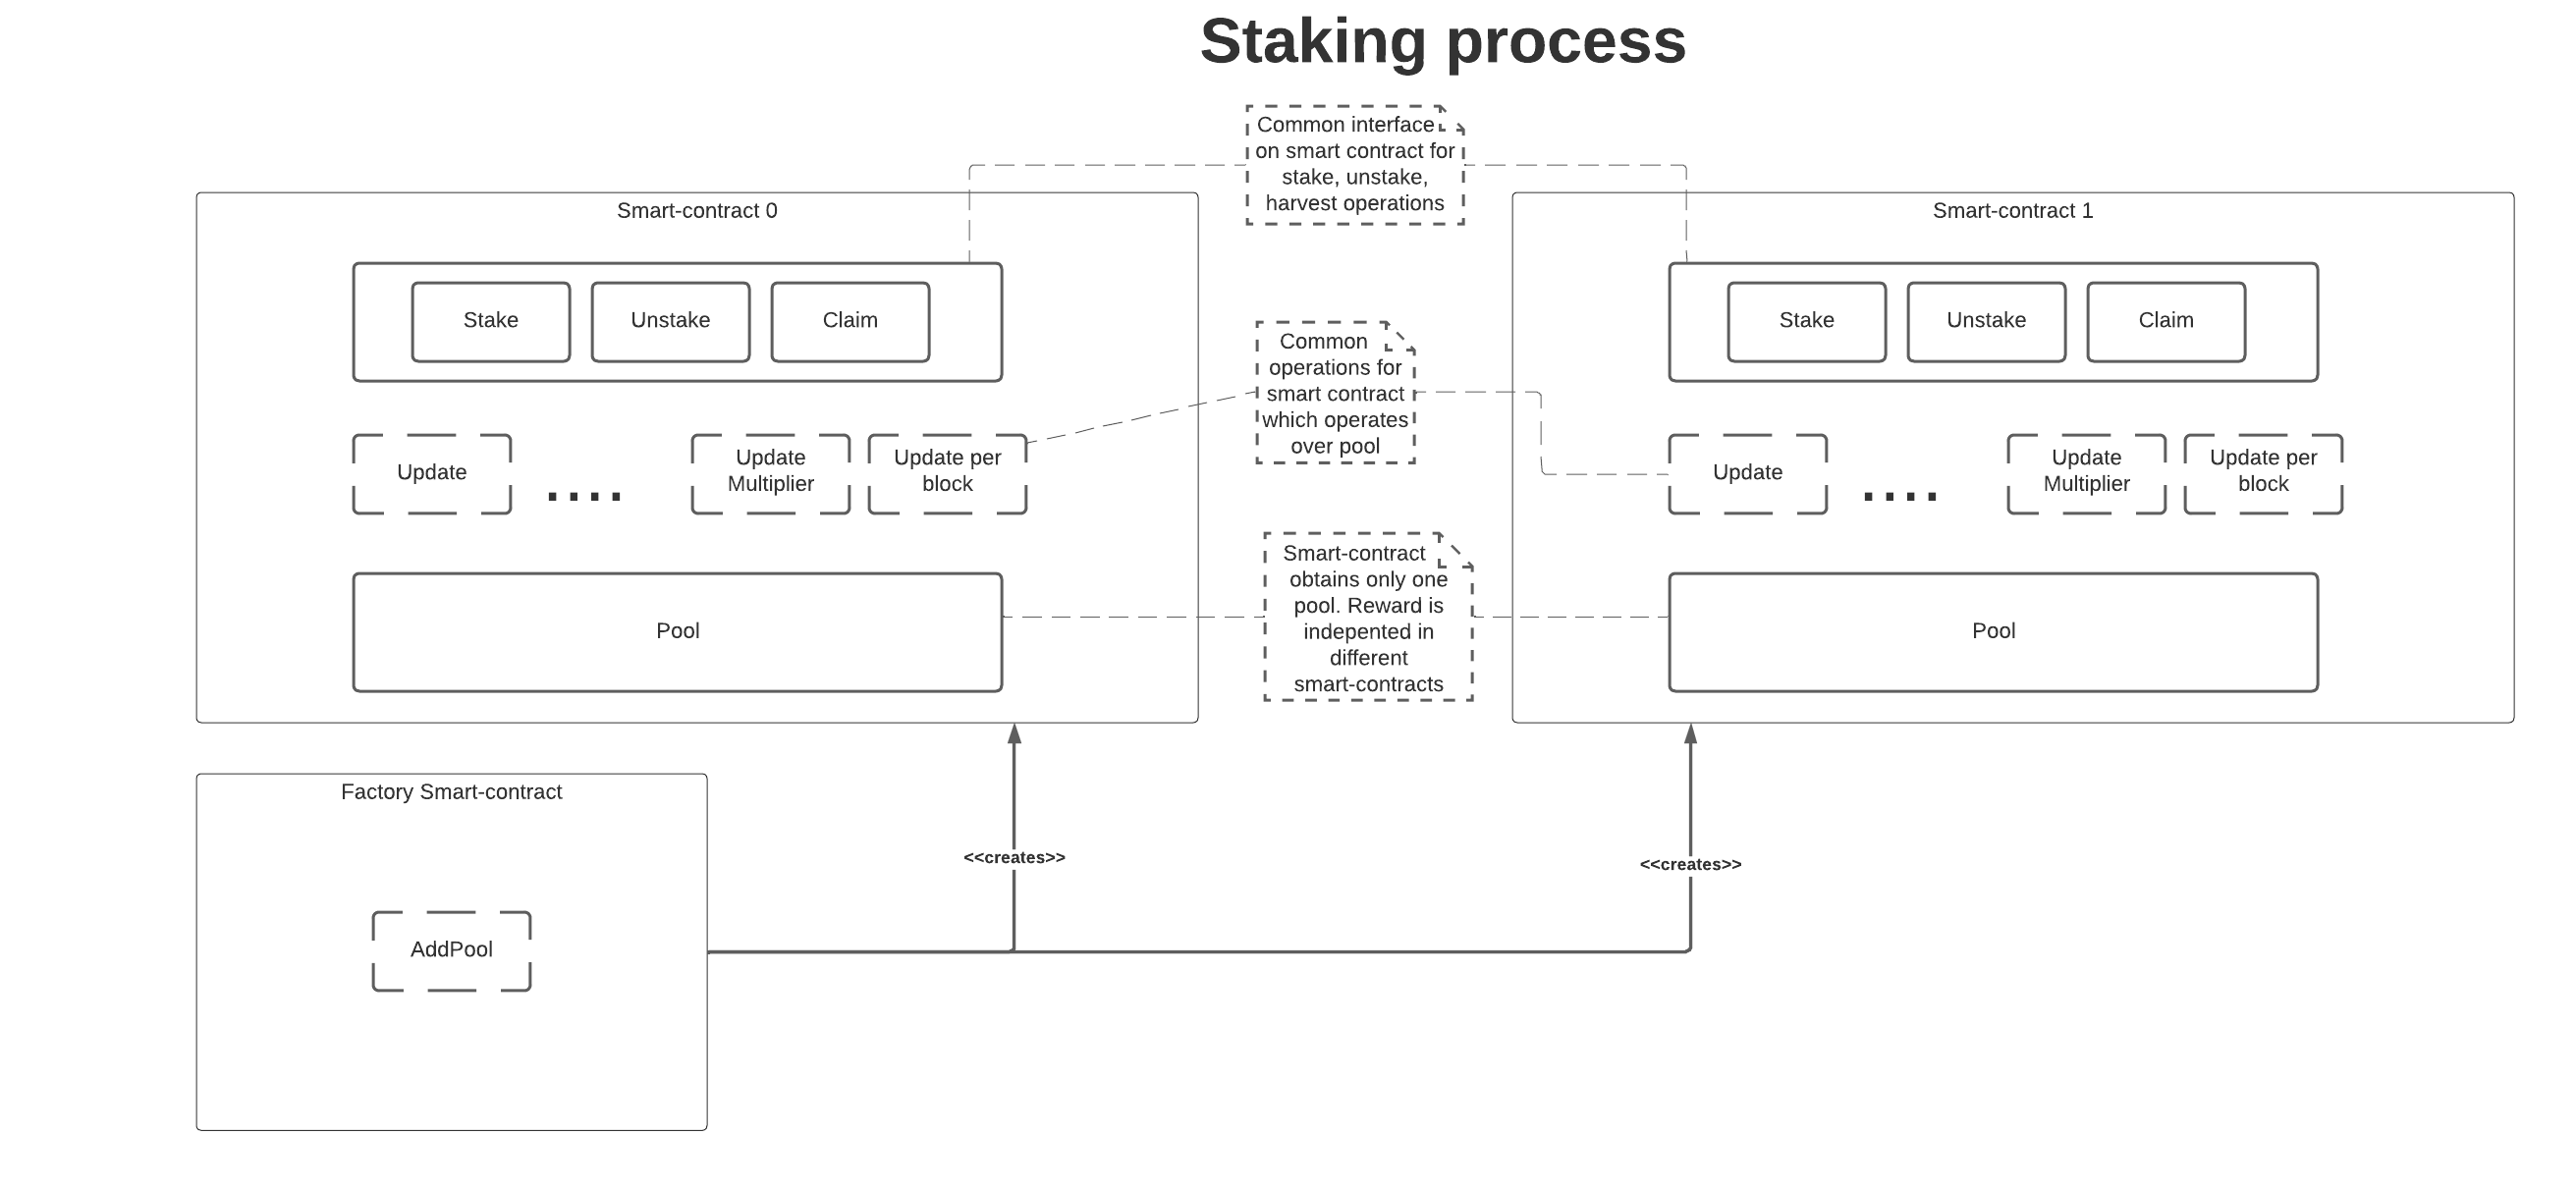 Staking process
Common interface
on smart contract for
stake, unstake,
harvest operations
Smart-contract 0
Stake
Unstake
Claim
Update
....
Update
Multiplier
Update per
block
Pool
Common
operations for
smart contract
which operates
over pool
Smart-contract
obtains only one
pool. Reward is
indepented in
different
smart-contracts
Smart-contract 1
Stake
Unstake
Claim
Update
....
Update
Multiplier
Update per
block
Pool
Factory Smart-contract
AddPool
<<creates>>
<<creates>>